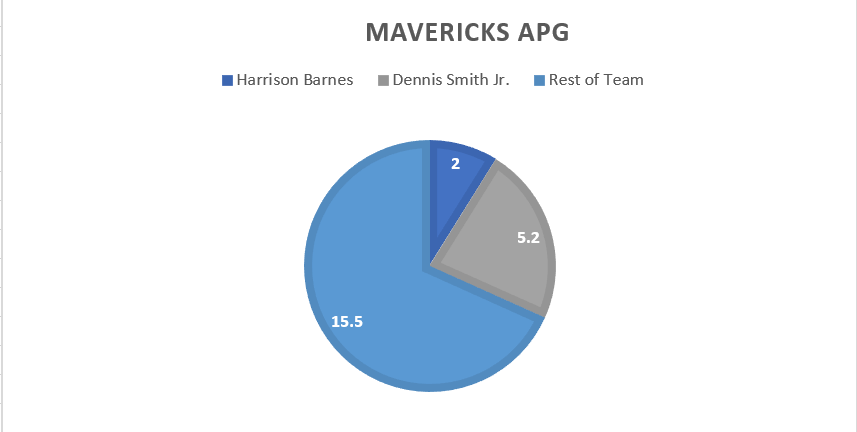 MAVERICKS APG
Harrison Barnes Dennis Smith Jr. Rest of Team
2
5.2
15.5